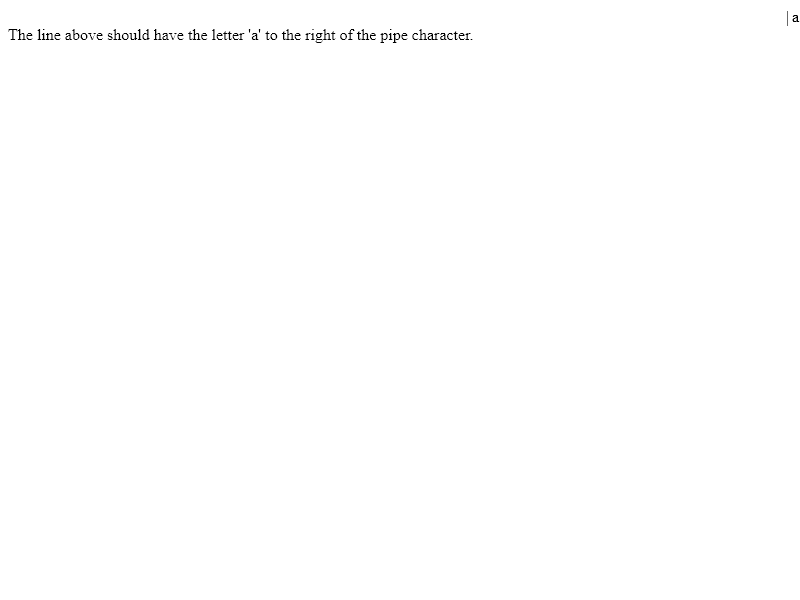 | a
The line above should have the letter 'a' to the right of the pipe character.